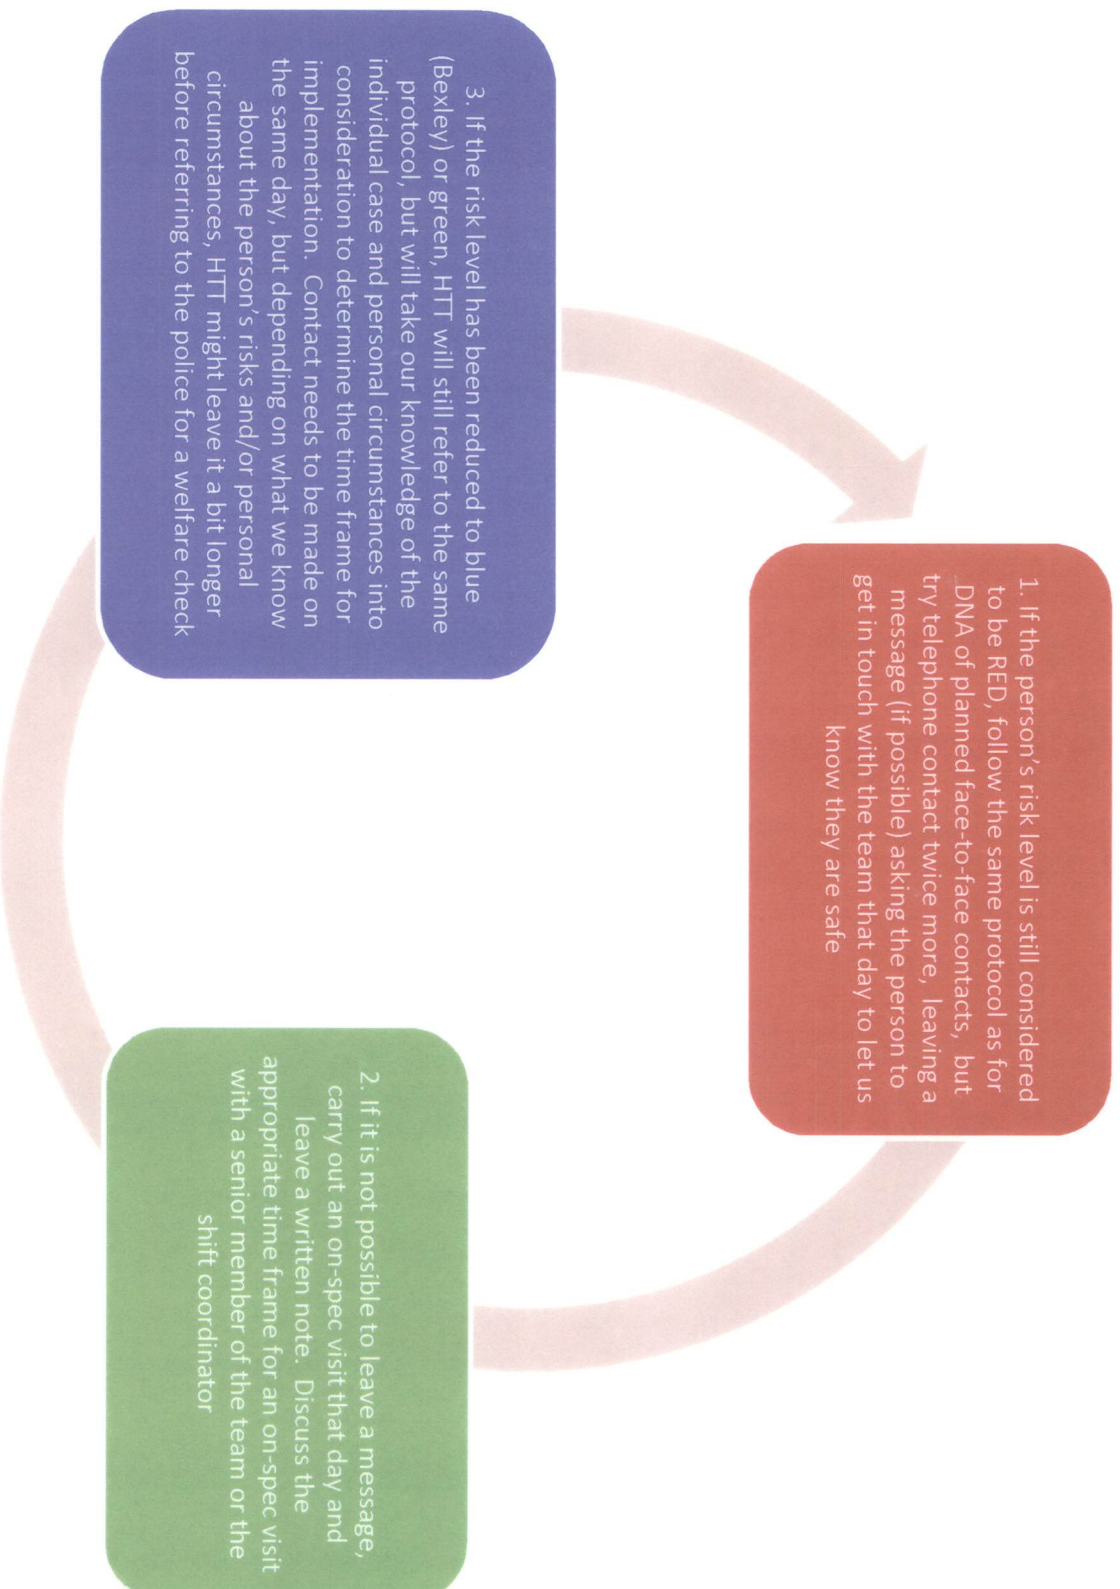 1. If the person's risk level is still considered
to be RED, follow the same protocol as for
DNA of planned face-to-face contacts, but
try telephone contact twice more, leaving a
message (if possible) asking the person to
get in touch with the team that day to let us
know they are safe
2. If it is not possible to leave a message,
carry out an on-spec visit that day and
leave a written note. Discuss the
appropriate time frame for an on-spec visit
with a senior member of the team or the
shift coordinator
3. If the risk level has been reduced to blue
(Bexley) or green, HTT will still refer to the same
protocol, but will take our knowledge of the
individual case and personal circumstances into
consideration to determine the time frame for
implementation. Contact needs to be made on
the same day, but depending on what we know
about the person's risks and/or personal
circumstances, HTT might leave it a bit longer
before referring to the police for a welfare check